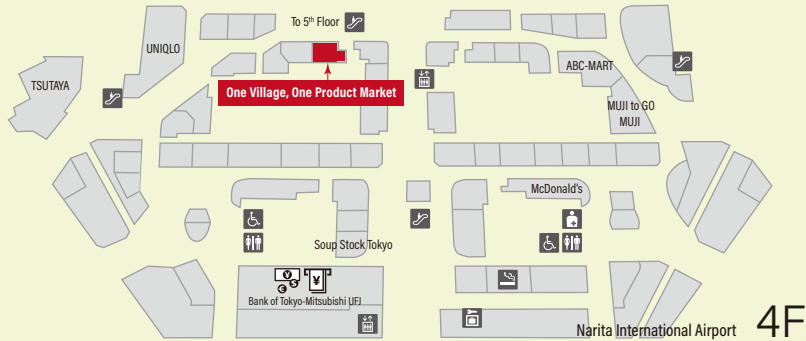 To 5th Floor
UNIQLO
TSUTAYA
ABC-MART
One Village, One Product Market
MUJI to GO
MUJI
McDonald's
Soup Stock Tokyo
¥
$
€
¥
Bank of Tokyo-Mitsubishi UFJ
Narita International Airport 4F